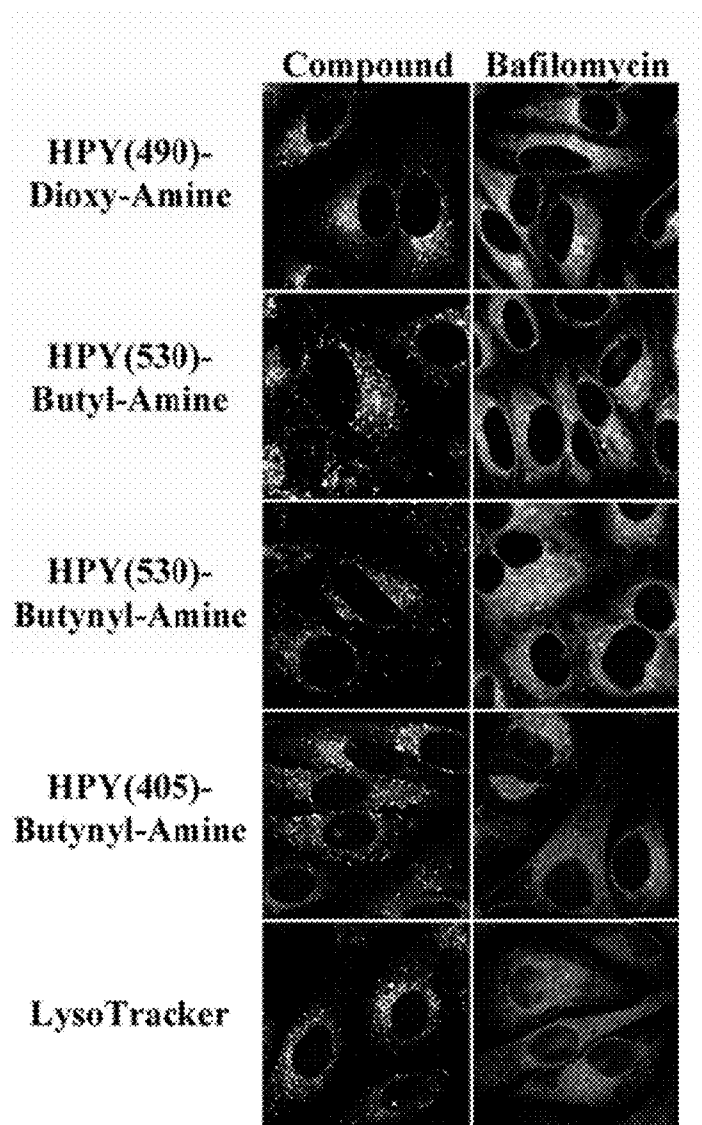 Compound Bafilomycin
HPY(490)-
Dioxy-Amine
HPY(530)-
Butyl-Amine
HPY(530)-
Butynyl-Amine
HPY(405)-
Butynyl-Amine
LysoTracker